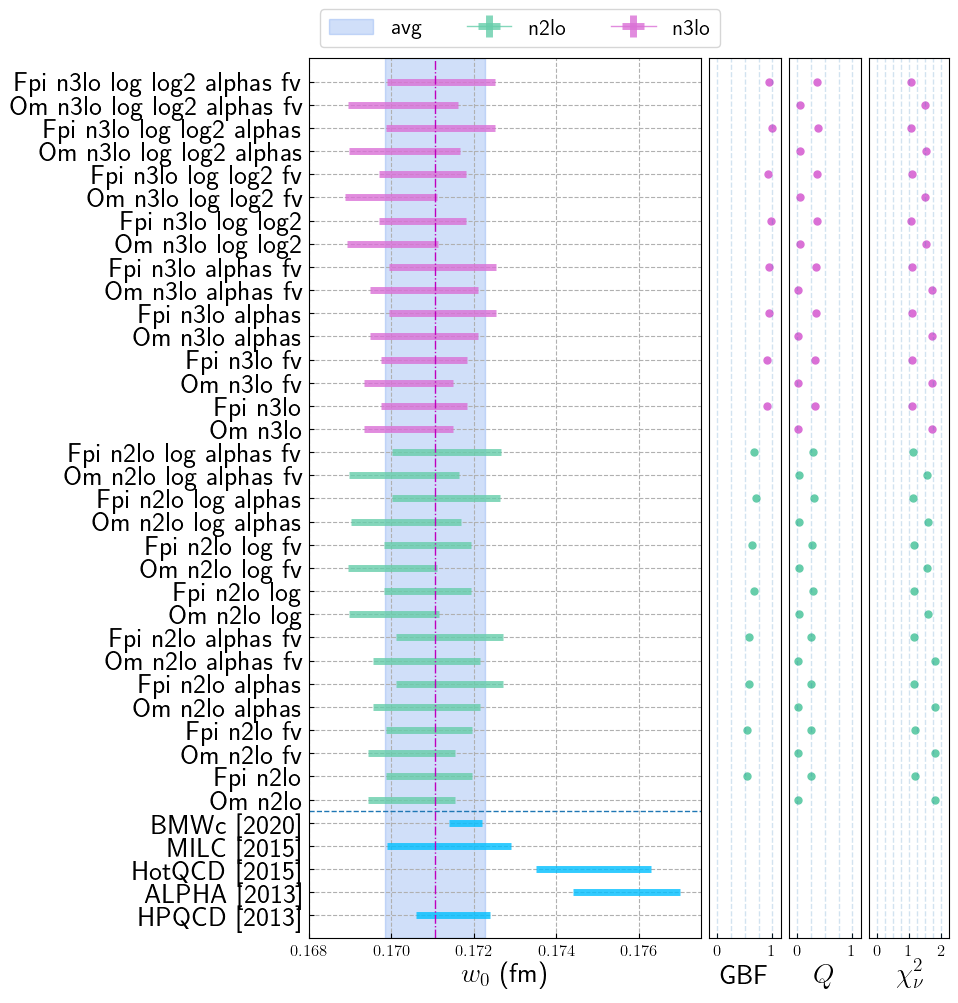 avg n2lo n3lo
Fpi n3lo log log2 alphas fv
Om n3lo log log2 alphas fv
Fpi n3lo log log2 alphas
Om n3lo log log2 alphas
Fpi n3lo log log2 fv
Om n3lo log log2 fv
Fpi n3lo log log2
Om n3lo log log2
Fpi n3lo alphas fv
Om n3lo alphas fv
Fpi n3lo alphas
Om n3lo alphas
Fpi n3lo fv
Om n3lo fv
Fpi n3lo
Om n3lo
Fpi n2lo log alphas fv
Om n2lo log alphas fv
Fpi n2lo log alphas
Om n2lo log alphas
Fpi n2lo log fv
Om n2lo log fv
Fpi n2lo log
Om n2lo log
Fpi n2lo alphas fv
Om n2lo alphas fv
Fpi n2lo alphas
Om n2lo alphas
Fpi n2lo fv
Om n2lo fv
Fpi n2lo
Om n2lo
BMWc [2020]
MILC [2015]
HotQCD [2015]
ALPHA [2013]
HPQCD [2013]
0.168 0.170 0.172 0.174 0.176 0 1 0 1 0 1 2
w₀ (fm) GBF Q χ²ᵥ